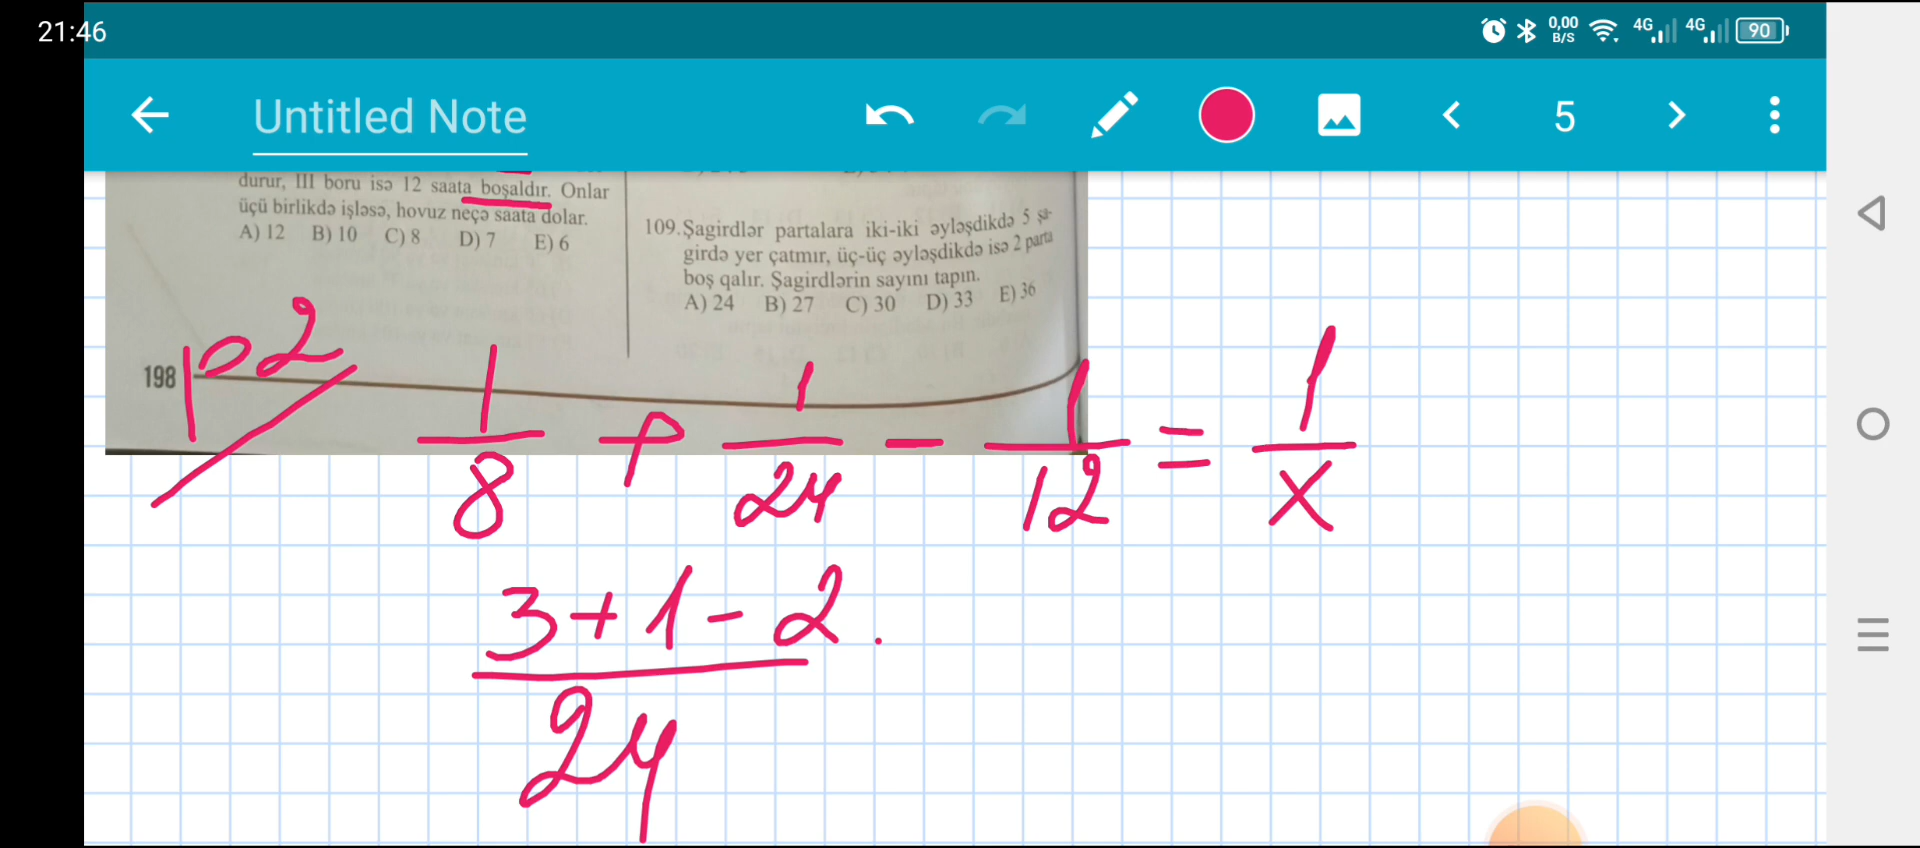 21:46
0,00 B/S 4G 4G 90
Untitled Note 5
durur, III boru isə 12 saata boşaldır. Onlar
üçü birlikdə işləsə, hovuz neçə saata dolar.
A) 12 B) 10 C) 8 D) 7 E) 6
109. Şagirdlər partalara iki-iki əyləşdikdə 5 şa-
girdə yer çatmır, üç-üç əyləşdikdə isə 2 parta
boş qalır. Şagirdlərin sayını tapın.
A) 24 B) 27 C) 30 D) 33 E) 36
198
102
1/8 + 1/24 - 1/12 = 1/x
3+1-2
24